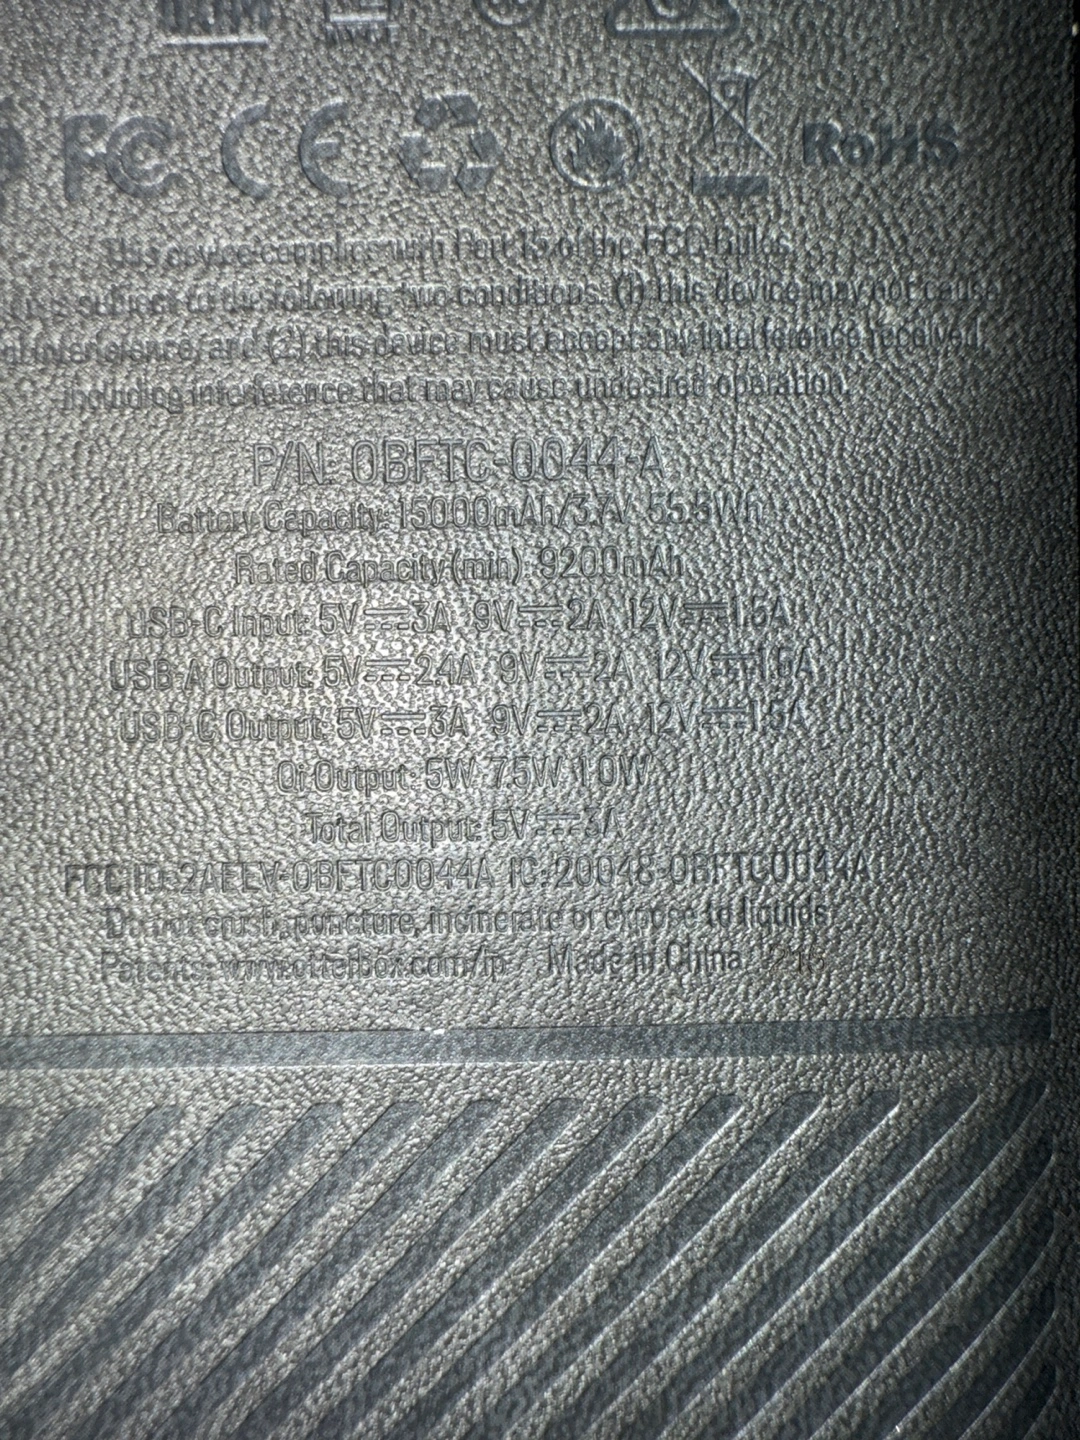 FC CE RoHS
This device complies with Part 15 of the FCC Rules.
subject to the following two conditions: (1) this device may not cause
interference, and (2) this device must accept any interference received,
including interference that may cause undesired operation.
P/N: OBFTC-0044-A
Battery Capacity: 15000mAh/3.7V 55.5Wh
Rated Capacity (min): 9200mAh
USB-C Input: 5V⎓3A 9V⎓2A 12V⎓1.5A
USB-A Output: 5V⎓2.4A 9V⎓2A 12V⎓1.5A
USB-C Output: 5V⎓3A 9V⎓2A 12V⎓1.5A
Qi Output: 5W 7.5W 10W
Total Output: 5V⎓3A
FCC ID: 2AEEV-OBFTC0044A IC: 20048-OBFTC0044A
Do not crush, puncture, incinerate or expose to liquids
Patents: www.otterbox.com/ip Made in China